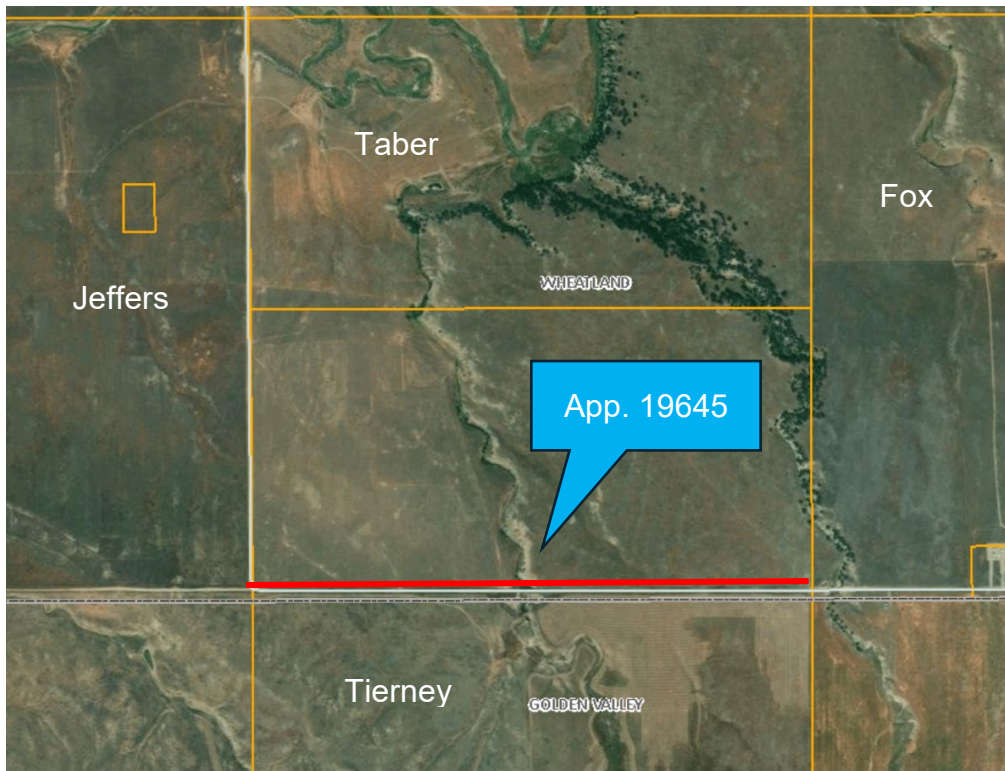 Taber
Fox
WHEATLAND
Jeffers
App. 19645
Tierney
GOLDEN VALLEY